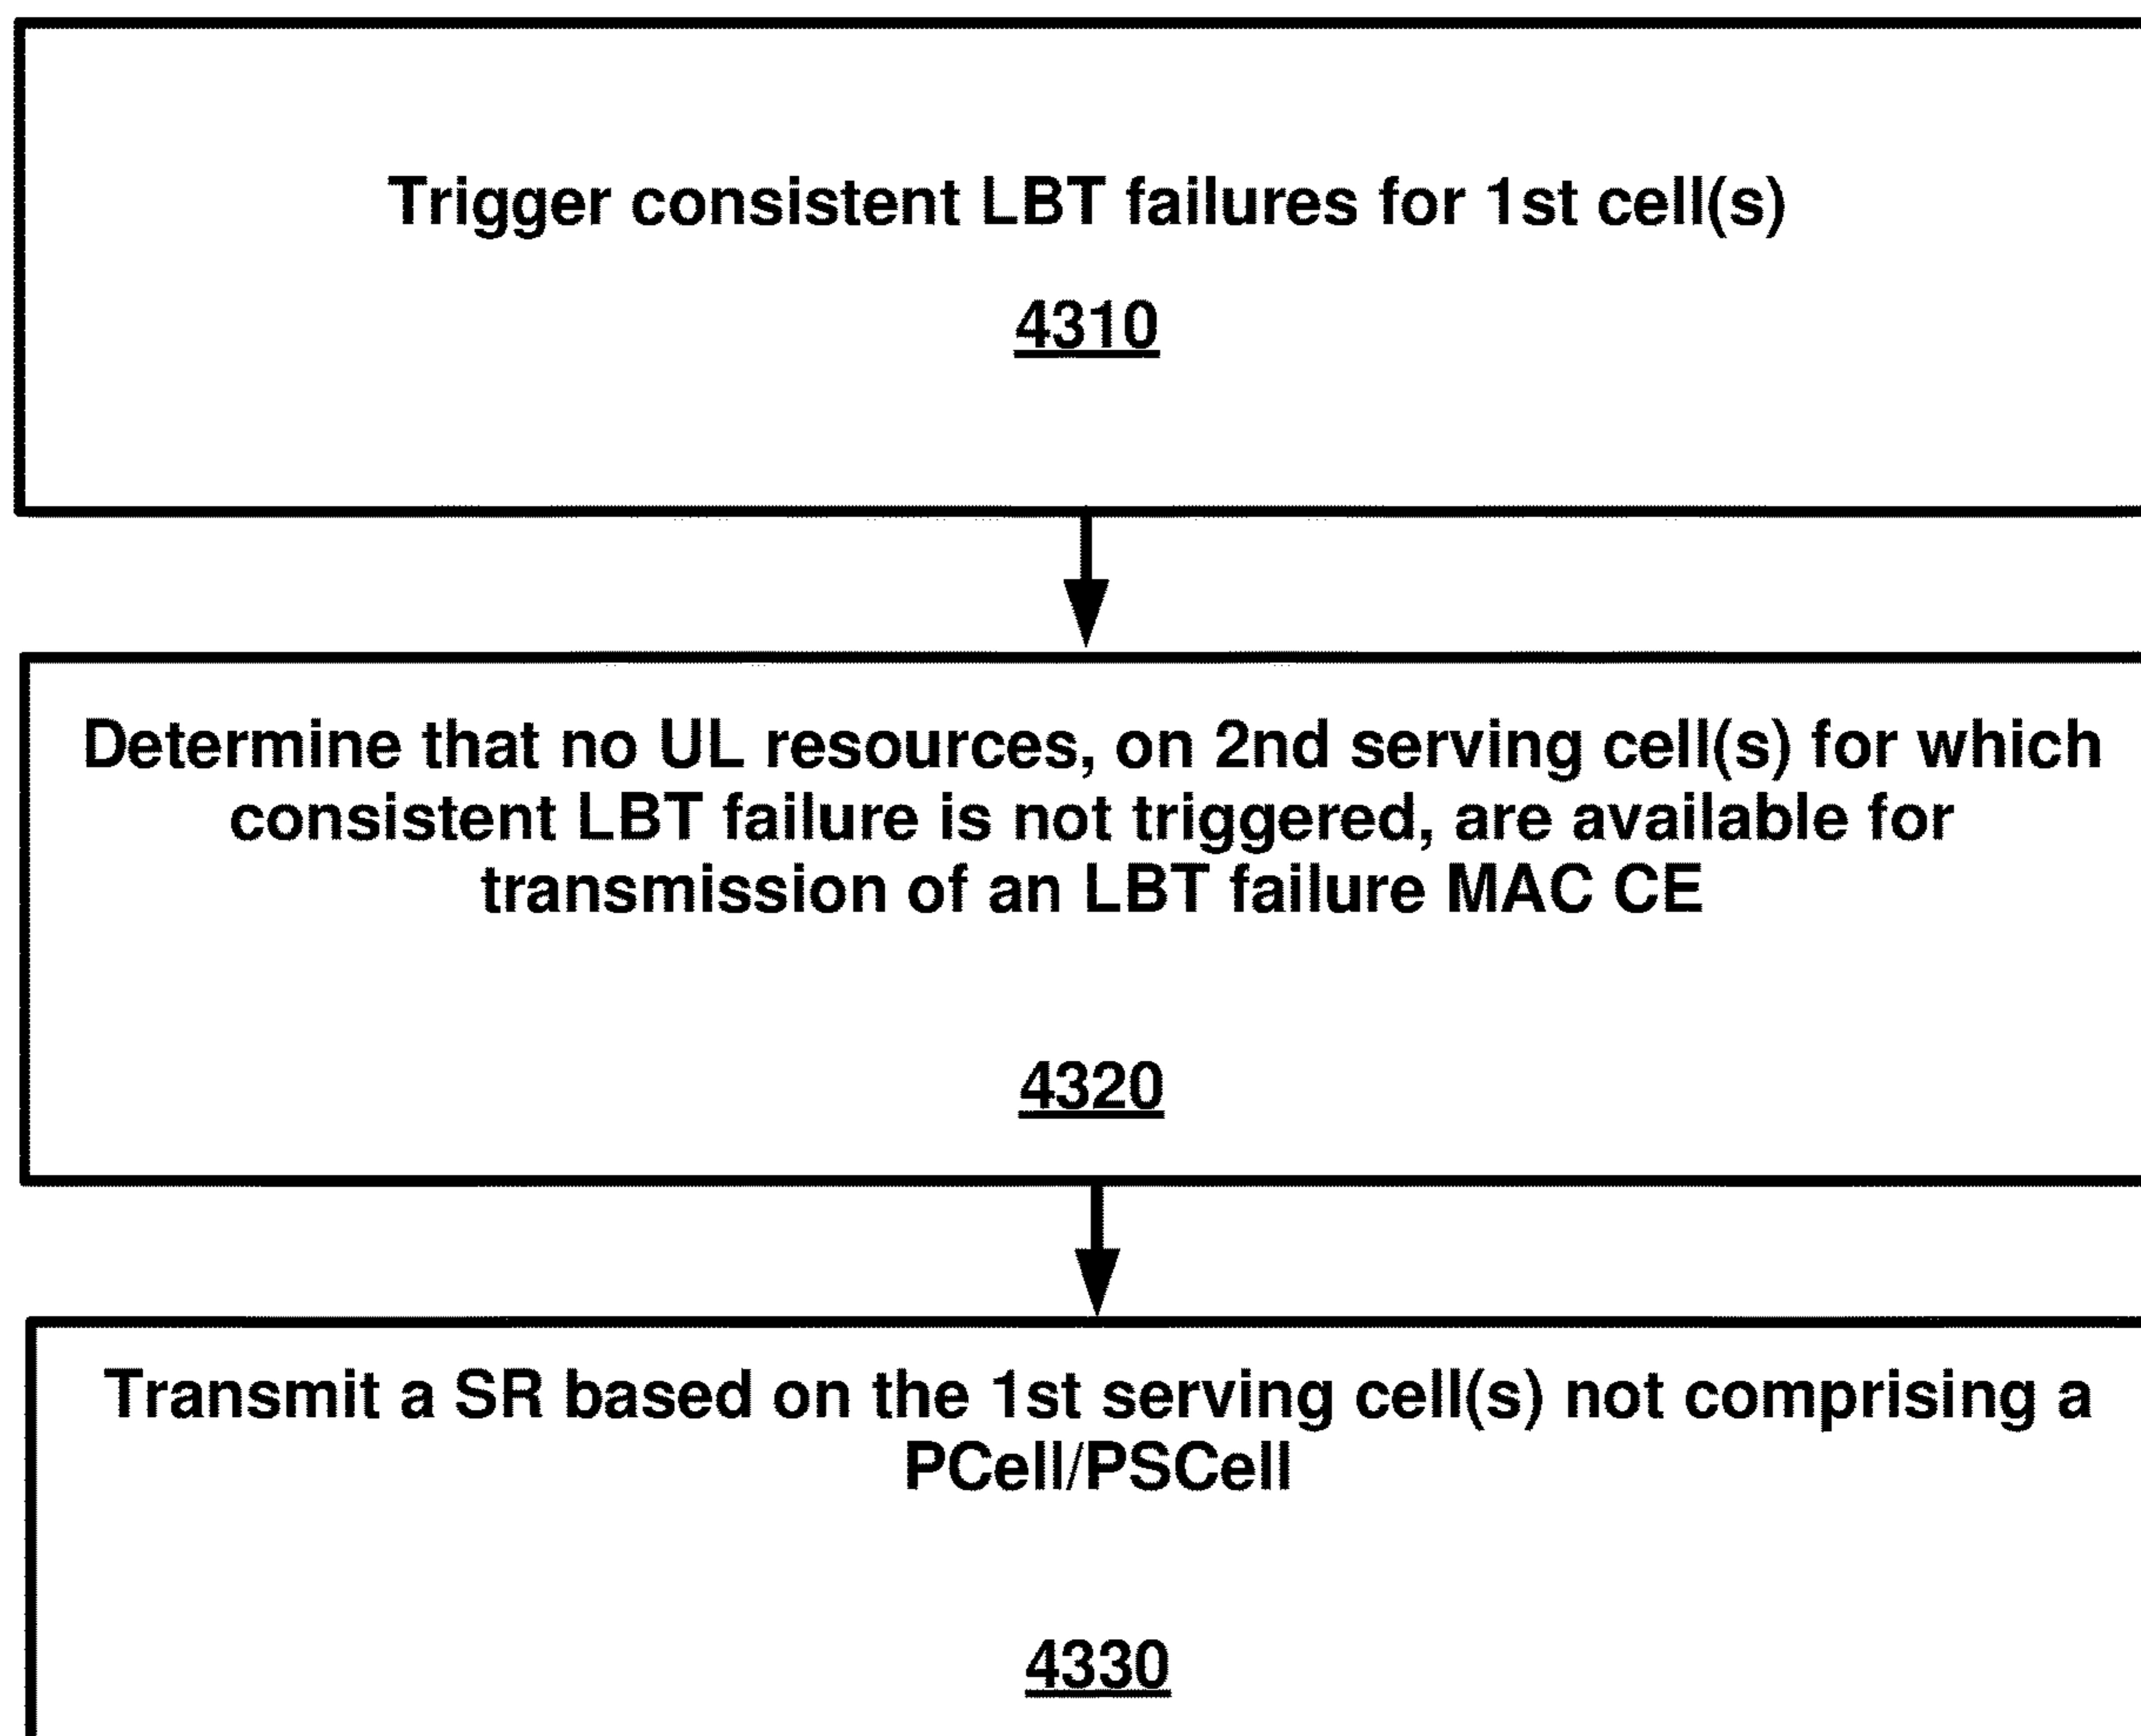 Trigger consistent LBT failures for 1st cell(s)
4310
Determine that no UL resources, on 2nd serving cell(s) for which
consistent LBT failure is not triggered, are available for
transmission of an LBT failure MAC CE
4320
Transmit a SR based on the 1st serving cell(s) not comprising a
PCell/PSCell
4330